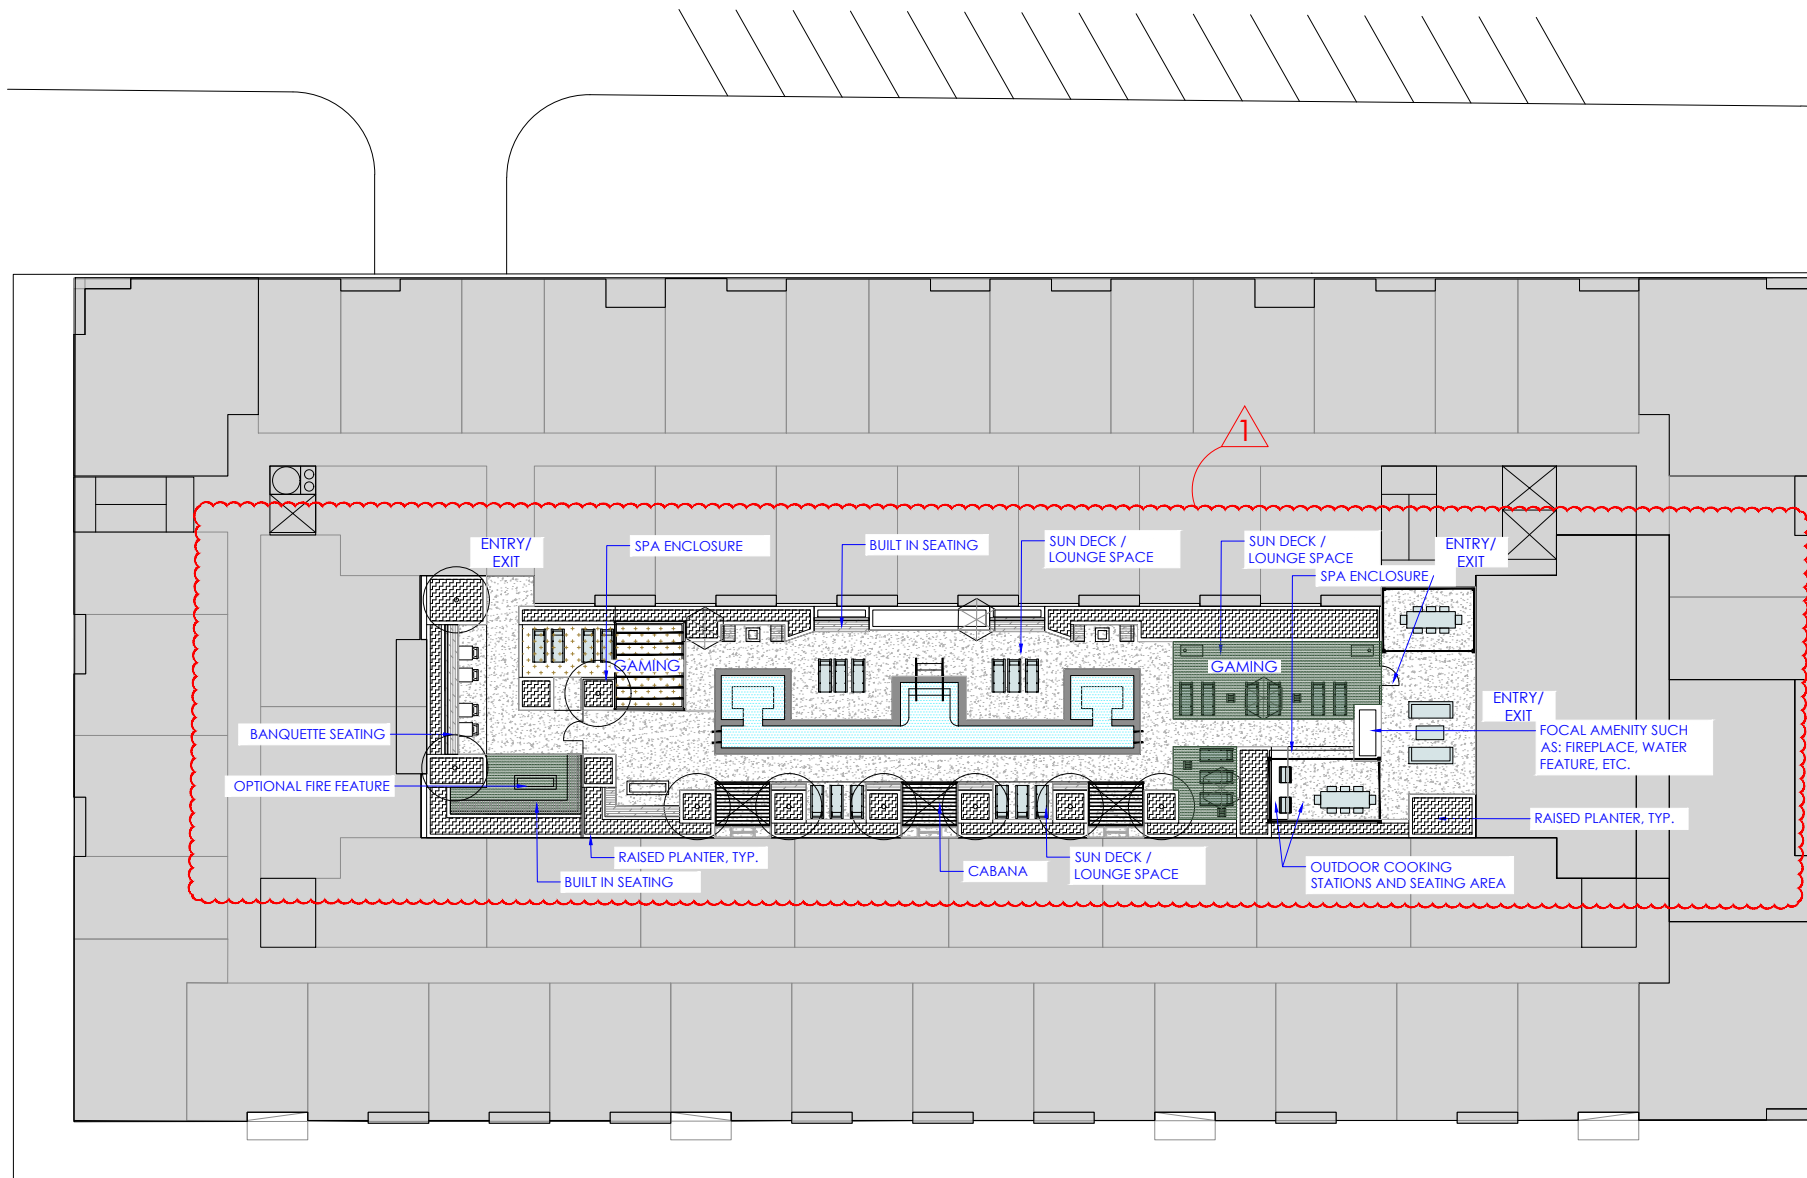 1
ENTRY/
EXIT
SPA ENCLOSURE
BUILT IN SEATING
SUN DECK /
LOUNGE SPACE
SUN DECK /
LOUNGE SPACE
ENTRY/
EXIT
SPA ENCLOSURE
GAMING
GAMING
ENTRY/
EXIT
BANQUETTE SEATING
FOCAL AMENITY SUCH
AS: FIREPLACE, WATER
FEATURE, ETC.
OPTIONAL FIRE FEATURE
RAISED PLANTER, TYP.
RAISED PLANTER, TYP.
BUILT IN SEATING
CABANA
SUN DECK /
LOUNGE SPACE
OUTDOOR COOKING
STATIONS AND SEATING AREA